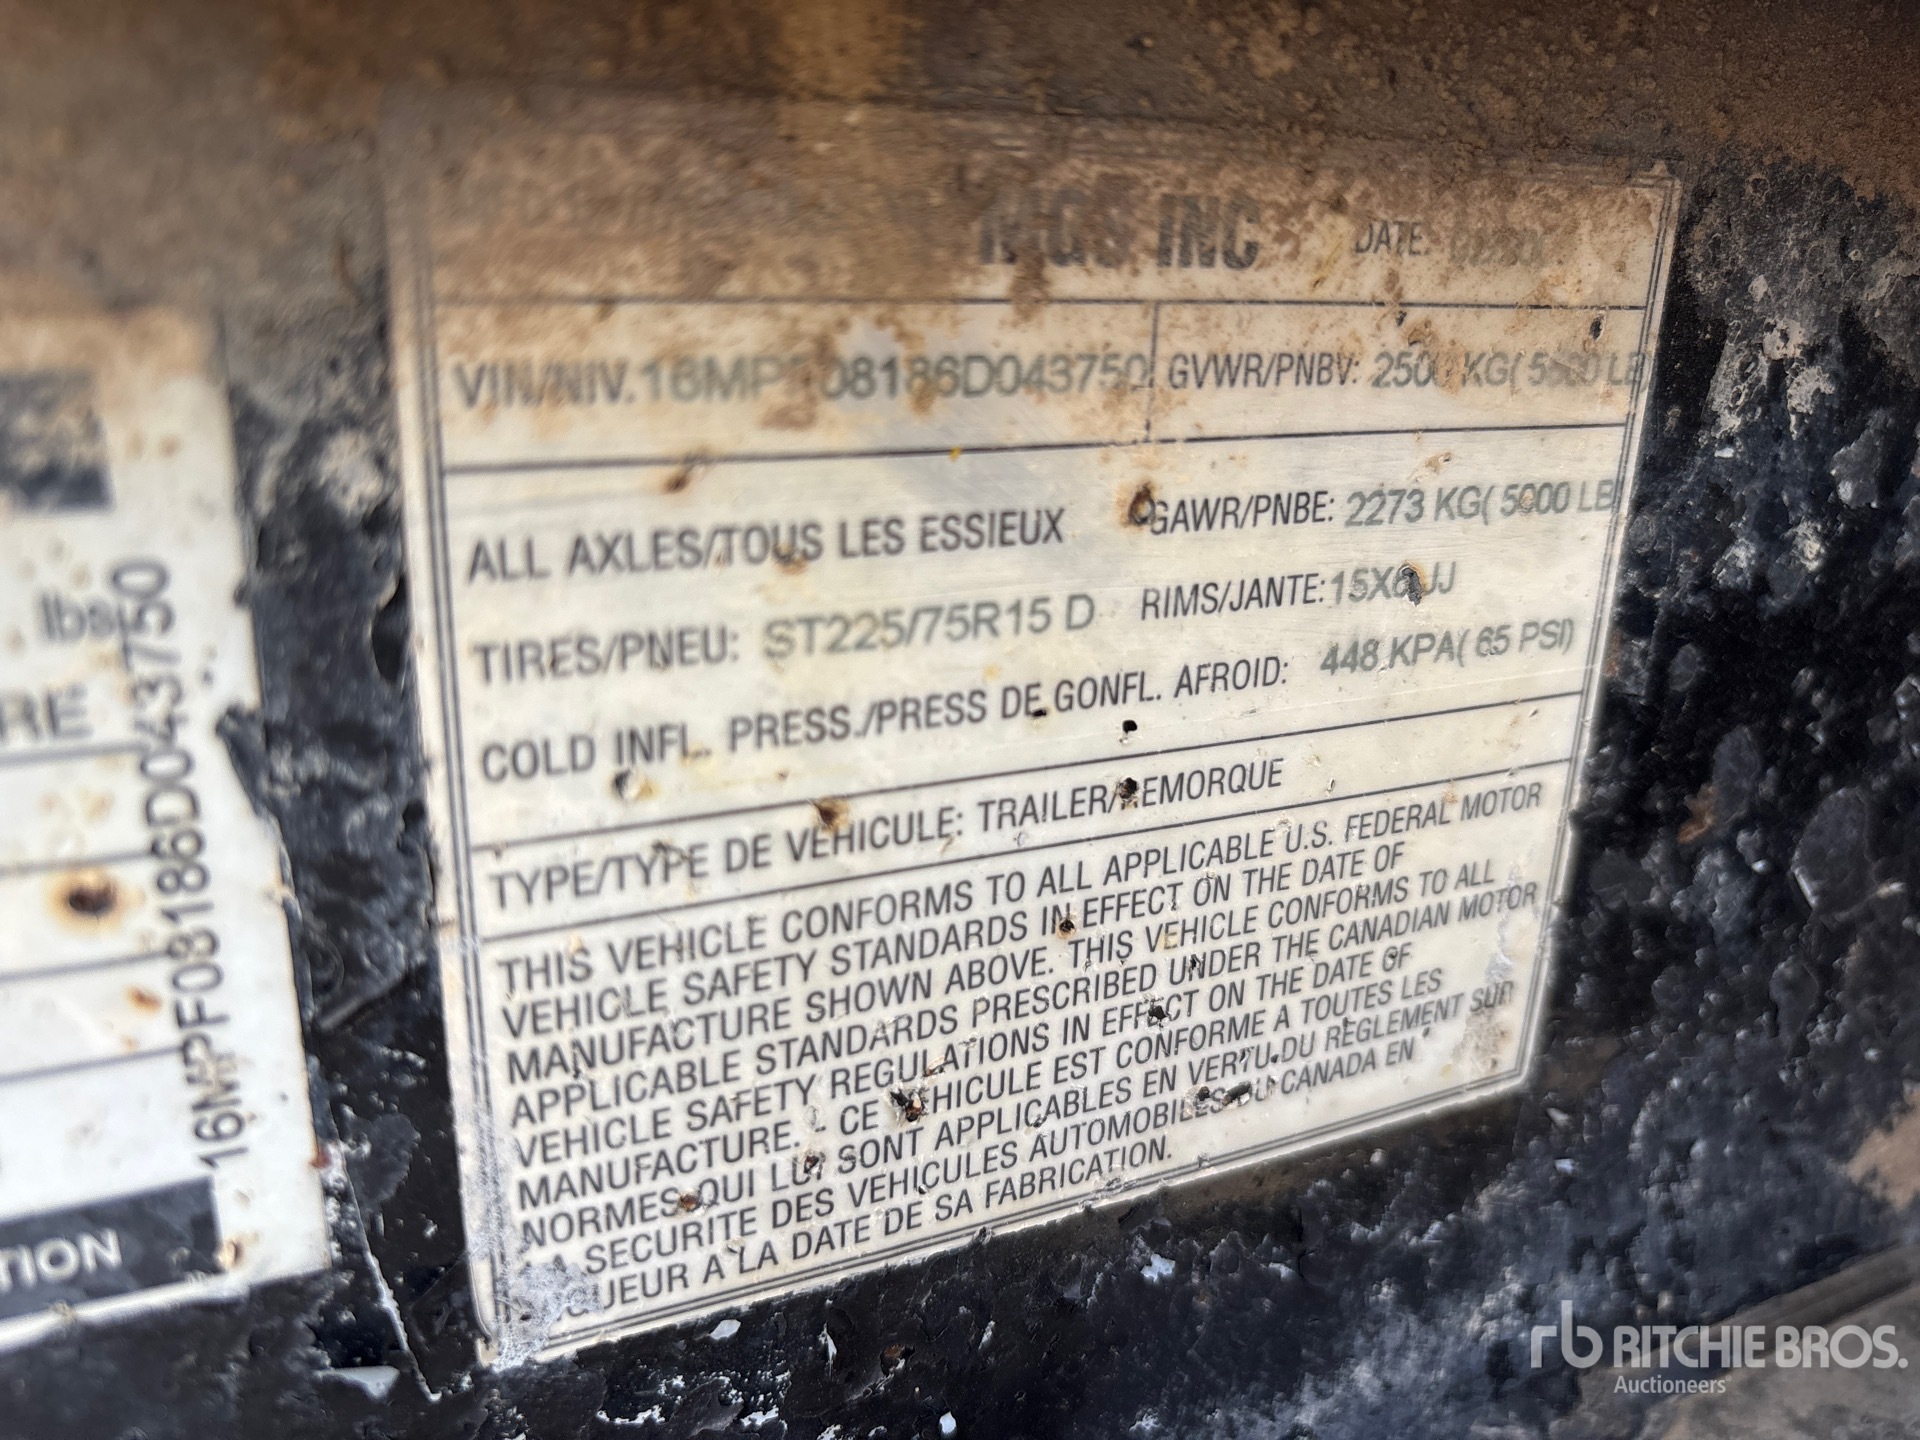 INC DATE:
VIN/NIV. 16MPF08186D043750 GVWR/PNBV: 2500 KG( 5500 LB)
ALL AXLES/TOUS LES ESSIEUX GAWR/PNBE: 2273 KG( 5000 LB)
TIRES/PNEU: ST225/75R15 D RIMS/JANTE: 15X6 JJ
COLD INFL. PRESS./PRESS DE GONFL. AFROID: 448 KPA( 65 PSI)
TYPE/TYPE DE VEHICULE: TRAILER/REMORQUE
THIS VEHICLE CONFORMS TO ALL APPLICABLE U.S. FEDERAL MOTOR
VEHICLE SAFETY STANDARDS IN EFFECT ON THE DATE OF
MANUFACTURE SHOWN ABOVE. THIS VEHICLE CONFORMS TO ALL
APPLICABLE STANDARDS PRESCRIBED UNDER THE CANADIAN MOTOR
VEHICLE SAFETY REGULATIONS IN EFFECT ON THE DATE OF
MANUFACTURE. - CE VEHICULE EST CONFORME A TOUTES LES
NORMES QUI LUI SONT APPLICABLES EN VERTU DU REGLEMENT SUR
LA SECURITE DES VEHICULES AUTOMOBILES DU CANADA EN
VIGUEUR A LA DATE DE SA FABRICATION.
lbs
RE
16MPF08186D043750
TION
rb RITCHIE BROS.
Auctioneers